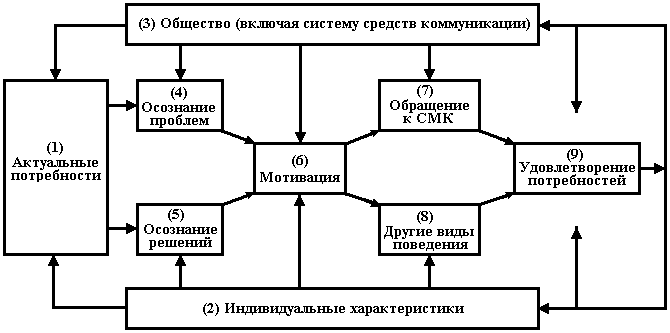 (3) Общество (включая систему средств коммуникации)
(4)
Осознание
проблем
(7)
Обращение
к СМК
(1)
Актуальные
потребности
(6)
Мотивация
(9)
Удовлетворение
потребностей
(5)
Осознание
решений
(8)
Другие виды
поведения
(2) Индивидуальные характеристики